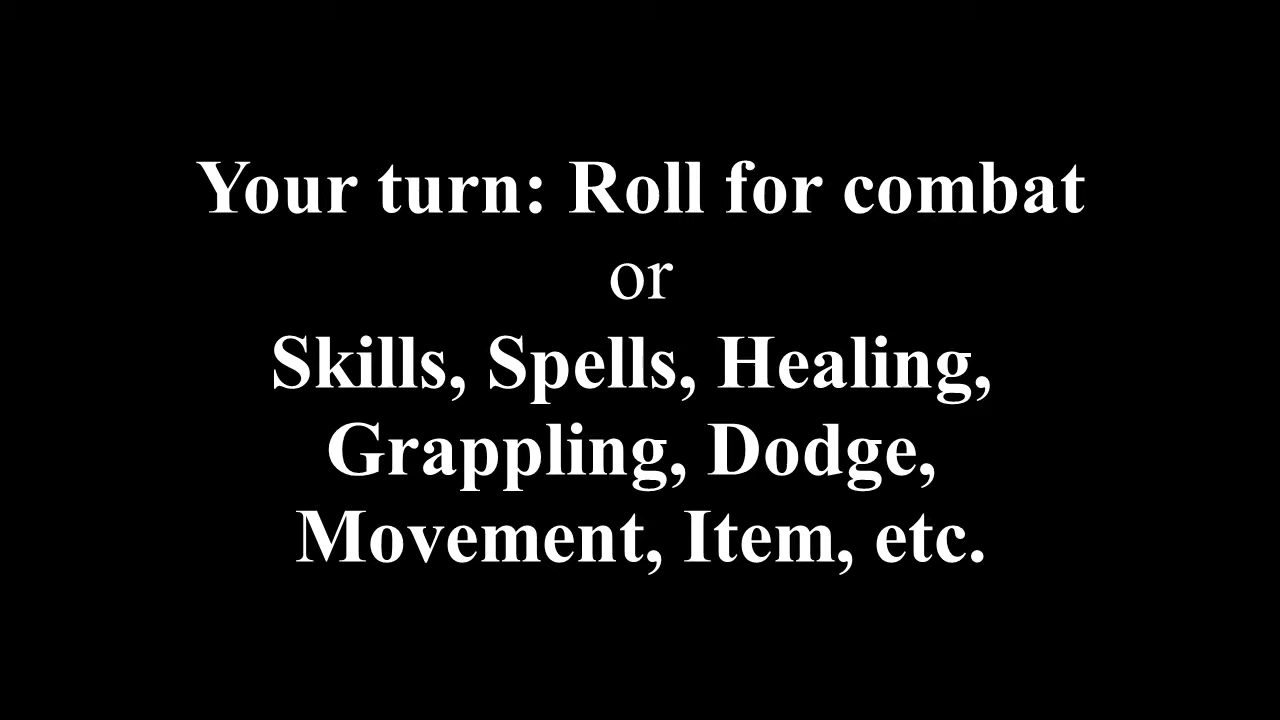 Your turn: Roll for combat
or
Skills, Spells, Healing,
Grappling, Dodge,
Movement, Item, etc.